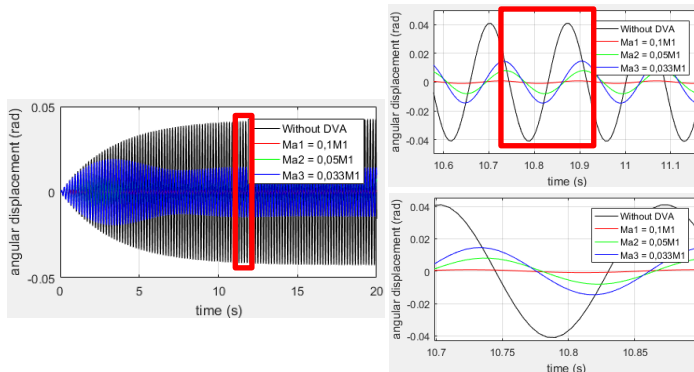 0.05
0
-0.05
angular displacement (rad)
0
5
10
15
20
time (s)
Without DVA
Ma1 = 0,1M1
Ma2 = 0,05M1
Ma3 = 0,033M1
0.04
0.02
0
-0.02
-0.04
angular displacement (rad)
10.6
10.7
10.8
10.9
11
11.1
time (s)
Without DVA
Ma1 = 0,1M1
Ma2 = 0,05M1
Ma3 = 0,033M1
0.04
0.02
0
-0.02
-0.04
angular displacement (rad)
10.7
10.75
10.8
10.85
time (s)
Without DVA
Ma1 = 0,1M1
Ma2 = 0,05M1
Ma3 = 0,033M1